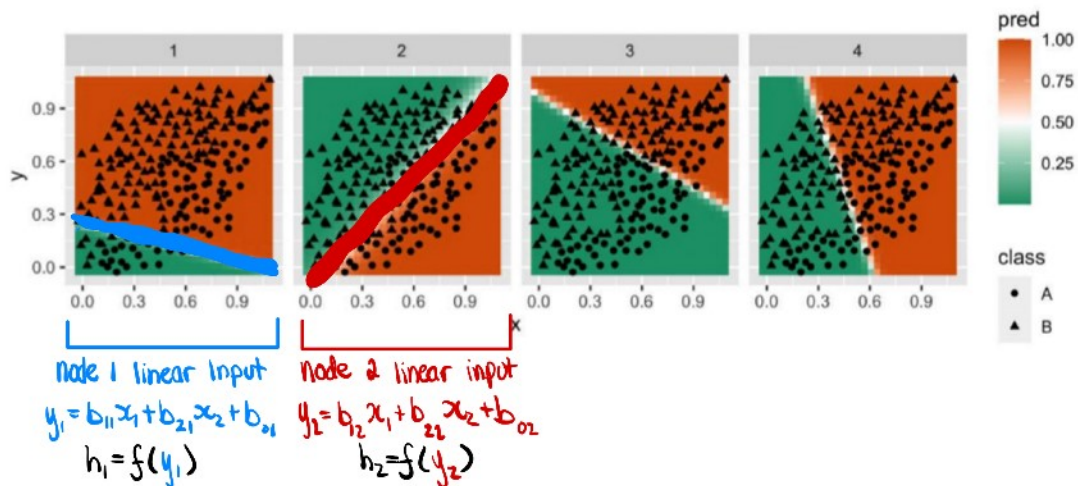 pred
1 2 3 4
1.00
0.75
0.50
0.25
y
0.9
0.6
0.3
0.0
0.0 0.3 0.6 0.9 0.0 0.3 0.6 0.9 0.0 0.3 0.6 0.9 0.0 0.3 0.6 0.9
x
class
A
B
node 1 linear Input
y₁=b₁₁x₁+b₂₁x₂+b₀₁
h₁=f(y₁)
node 2 linear input
y₂=b₁₂x₁+b₂₂x₂+b₀₂
h₂=f(y₂)